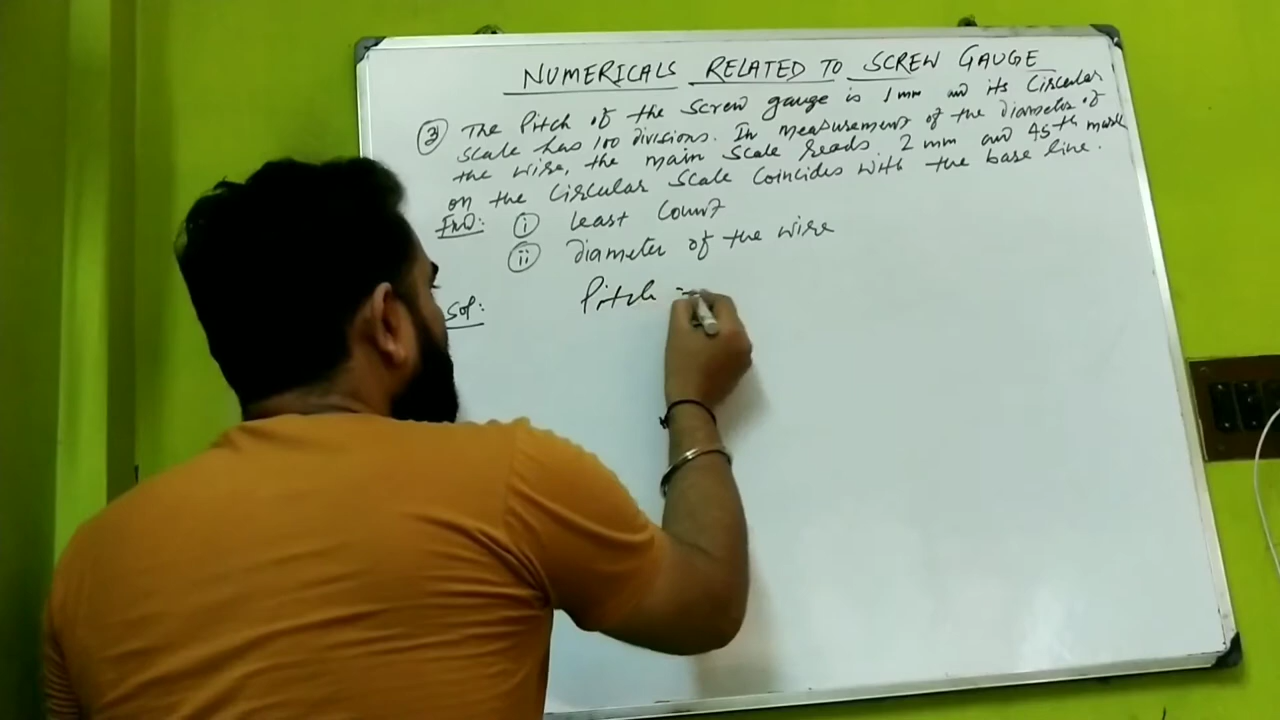 NUMERICALS RELATED TO SCREW GAUGE
3 The Pitch of the screw gauge is 1mm and its Circular
scale has 100 divisions. In measurement of the diameter of
the wire, the main scale reads 2 mm and 45th mark
on the Circular scale Coincides with the base line.
Find: i least Count
ii diameter of the wire
Sol: Pitch =